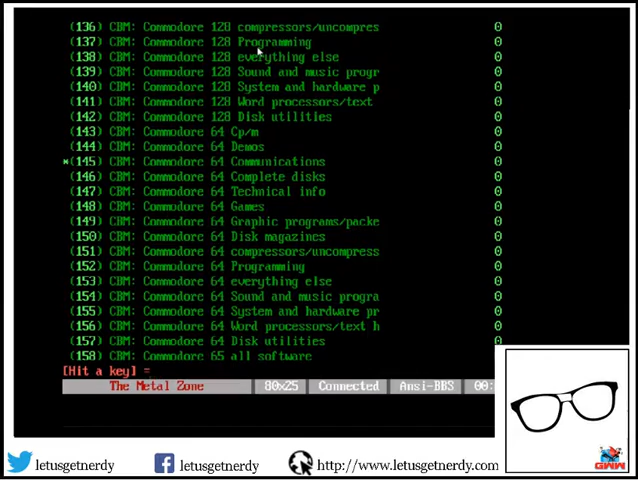 (136) CBM: Commodore 128 compressors/uncompres 0
(137) CBM: Commodore 128 Programming 0
(138) CBM: Commodore 128 everything else 0
(139) CBM: Commodore 128 Sound and music progr 0
(140) CBM: Commodore 128 System and hardware p 0
(141) CBM: Commodore 128 Word processors/text 0
(142) CBM: Commodore 128 Disk utilities 0
(143) CBM: Commodore 64 Cp/m 0
(144) CBM: Commodore 64 Demos 0
*(145) CBM: Commodore 64 Communications 0
(146) CBM: Commodore 64 Complete disks 0
(147) CBM: Commodore 64 Technical info 0
(148) CBM: Commodore 64 Games 0
(149) CBM: Commodore 64 Graphic programs/packe 0
(150) CBM: Commodore 64 Disk magazines 0
(151) CBM: Commodore 64 compressors/uncompress 0
(152) CBM: Commodore 64 Programming 0
(153) CBM: Commodore 64 everything else 0
(154) CBM: Commodore 64 Sound and music progra 0
(155) CBM: Commodore 64 System and hardware pr 0
(156) CBM: Commodore 64 Word processors/text h 0
(157) CBM: Commodore 64 Disk utilities 0
(158) CBM: Commodore 65 all software
[Hit a key] =
The Metal Zone 80x25 Connected Ansi-BBS 00:
letusgetnerdy letusgetnerdy http://www.letusgetnerdy.com
GWW